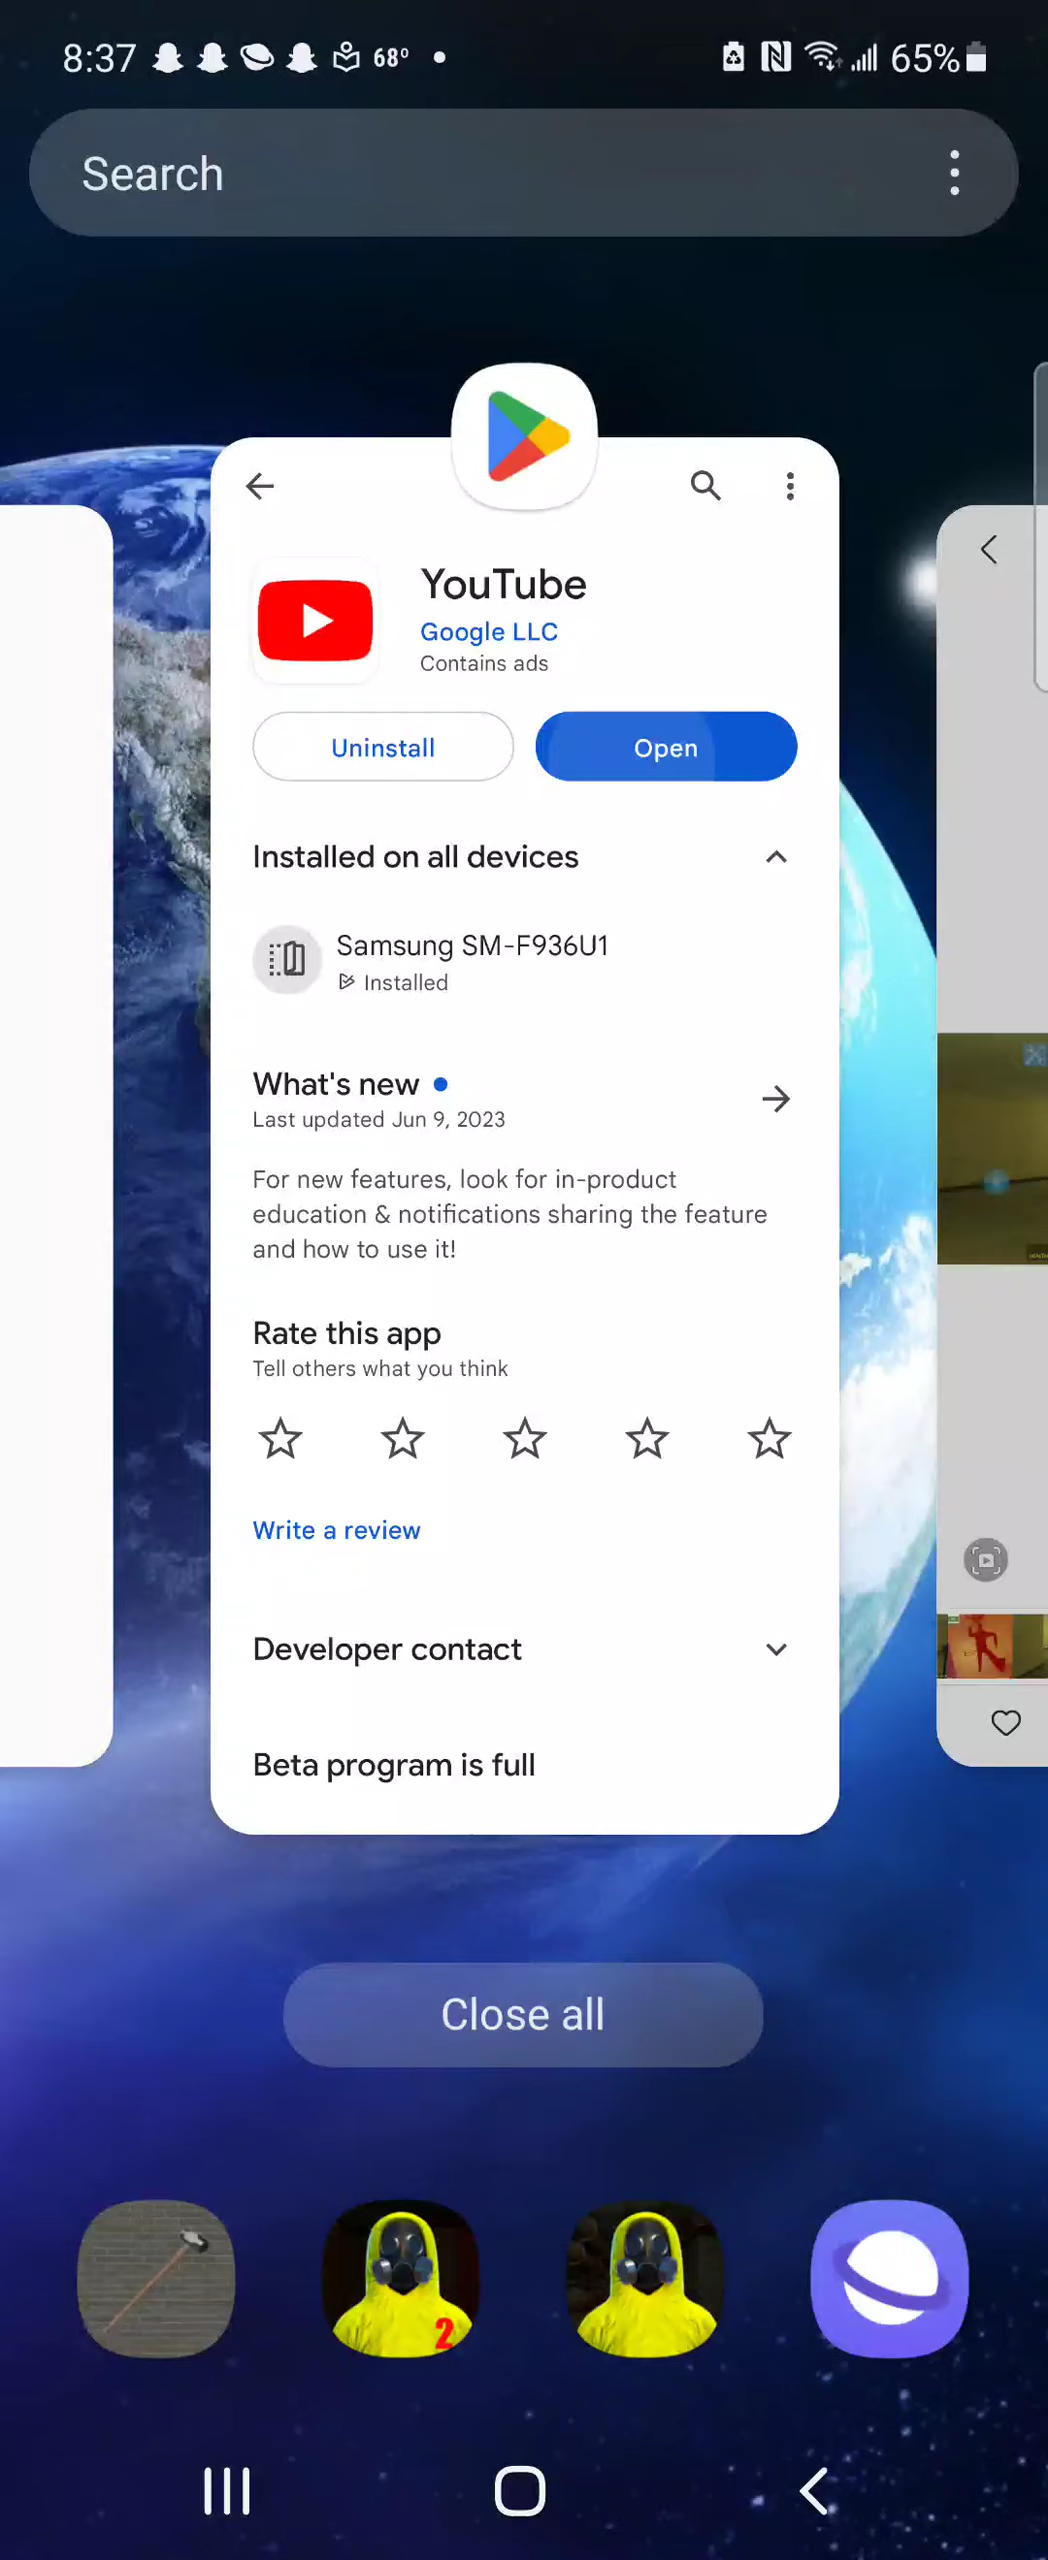 8:37 68° 65%
Search
YouTube
Google LLC
Contains ads
Uninstall Open
Installed on all devices
Samsung SM-F936U1
Installed
What's new
Last updated Jun 9, 2023
For new features, look for in-product
education & notifications sharing the feature
and how to use it!
Rate this app
Tell others what you think
Write a review
Developer contact
Beta program is full
Close all
2